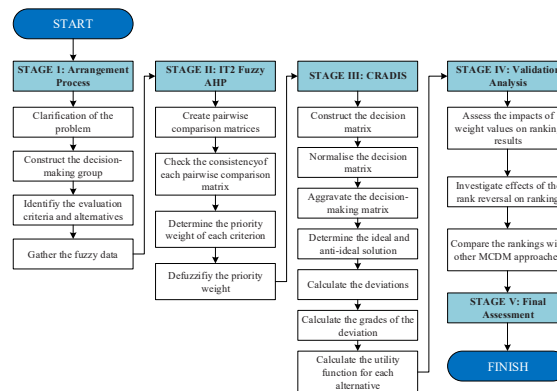 START
STAGE I: Arrangement
Process
Clarification of the
problem
Construct the decision-
making group
Identifiy the evaluation
criteria and alternatives
Gather the fuzzy data
STAGE II: IT2 Fuzzy
AHP
Create pairwise
comparison matrices
Check the consistencyof
each pairwise comparison
matrix
Determine the priority
weight of each criterion
Defuzzifiy the priority
weight
STAGE III: CRADIS
Construct the decision
matrix
Normalise the decision
matrix
Aggravate the decision-
making matrix
Determine the ideal and
anti-ideal solution
Calculate the deviations
Calculate the grades of the
deviation
Calculate the utility
function for each
alternative
STAGE IV: Validation
Analysis
Assess the impacts of
weight values on ranking
results
Investigate effects of the
rank reversal on ranking
Compare the rankings wi
other MCDM approache
STAGE V: Final
Assessment
FINISH